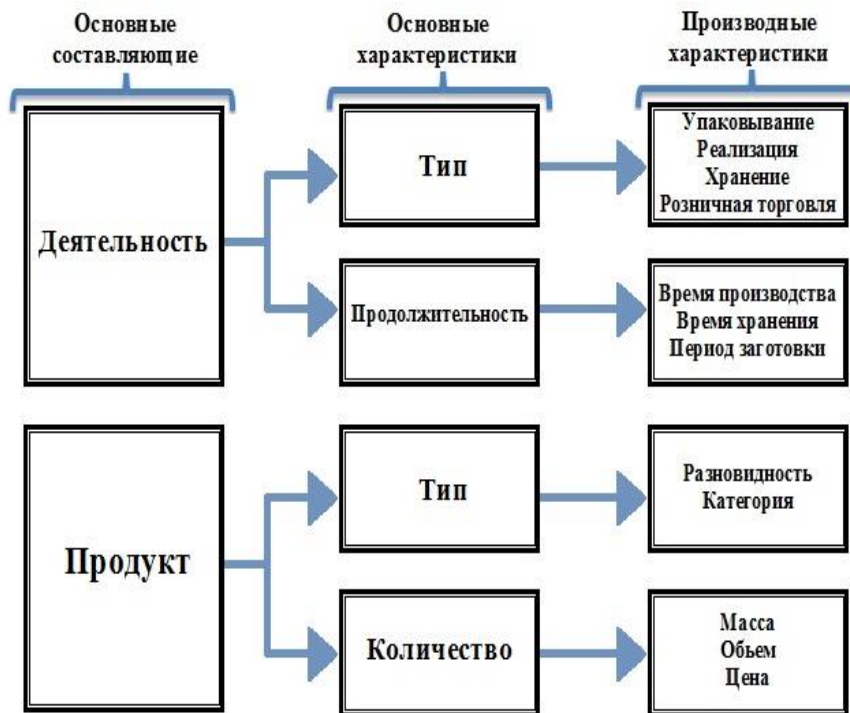 Основные
составляющие
Основные
характеристики
Производные
характеристики
Деятельность
Тип
Упаковывание
Реализация
Хранение
Розничная торговля
Продолжительность
Время производства
Время хранения
Период заготовки
Продукт
Тип
Разновидность
Категория
Количество
Масса
Обьем
Цена